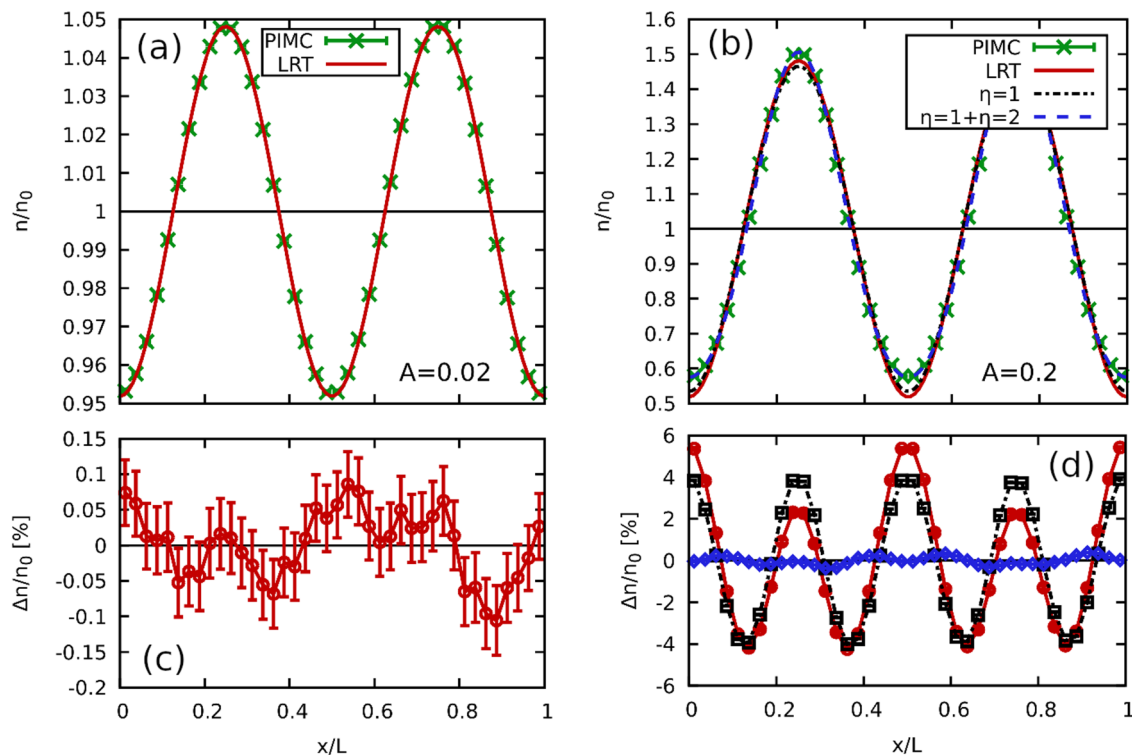 (a)
PIMC
LRT
A=0.02
n/n₀
1.05
1.04
1.03
1.02
1.01
1
0.99
0.98
0.97
0.96
0.95
(b)
PIMC
LRT
η=1
η=1+η=2
A=0.2
n/n₀
1.6
1.5
1.4
1.3
1.2
1.1
1
0.9
0.8
0.7
0.6
0.5
(c)
Δn/n₀ [%]
0.15
0.1
0.05
0
-0.05
-0.1
-0.15
-0.2
0 0.2 0.4 0.6 0.8 1
x/L
(d)
Δn/n₀ [%]
6
4
2
0
-2
-4
-6
0 0.2 0.4 0.6 0.8 1
x/L